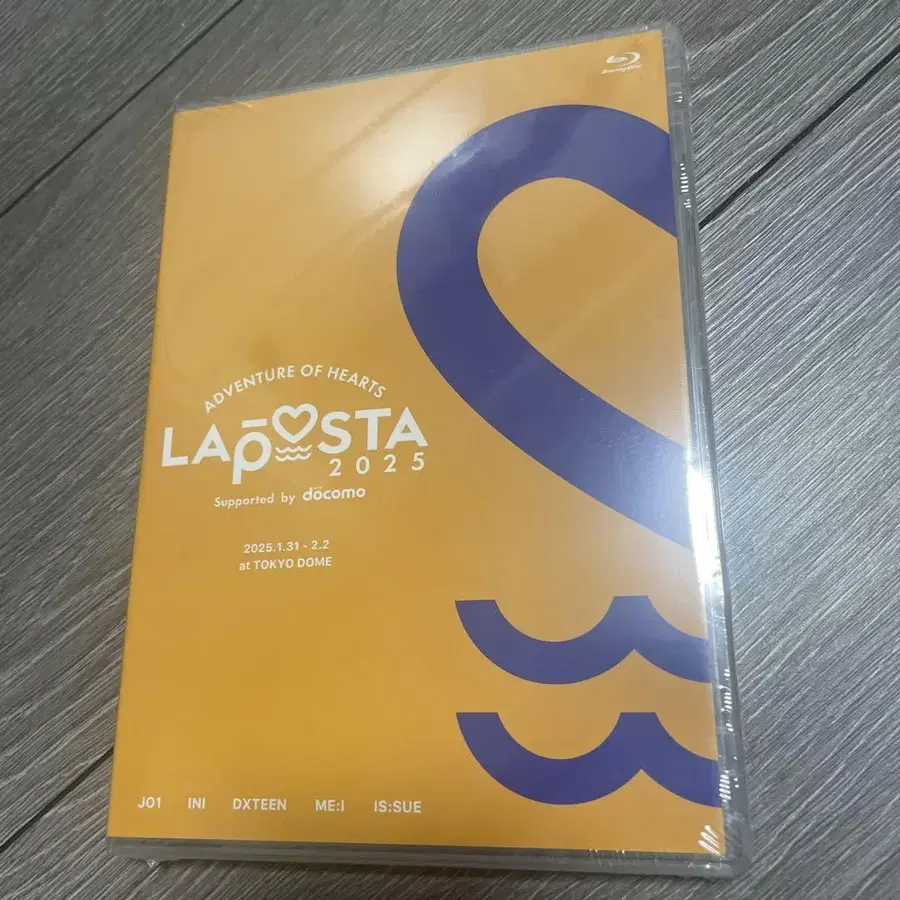 Blu-ray Disc
ADVENTURE OF HEARTS
LAPOSTA
2025
Supported by docomo
2025.1.31 - 2.2
at TOKYO DOME
JO1 INI DXTEEN ME:I IS:SUE